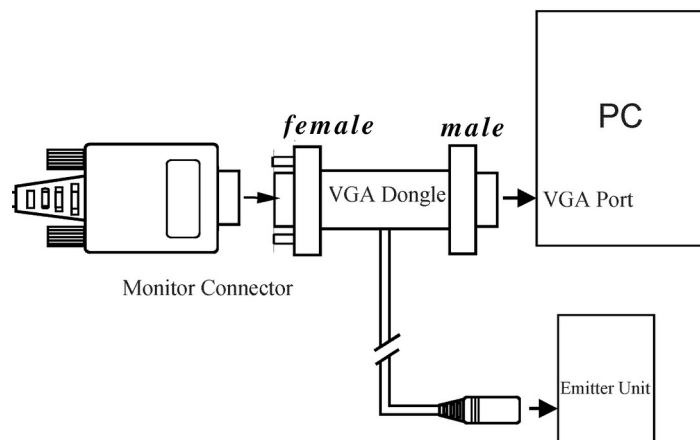 PC
female
male
VGA Dongle
VGA Port
Monitor Connector
Emitter Unit